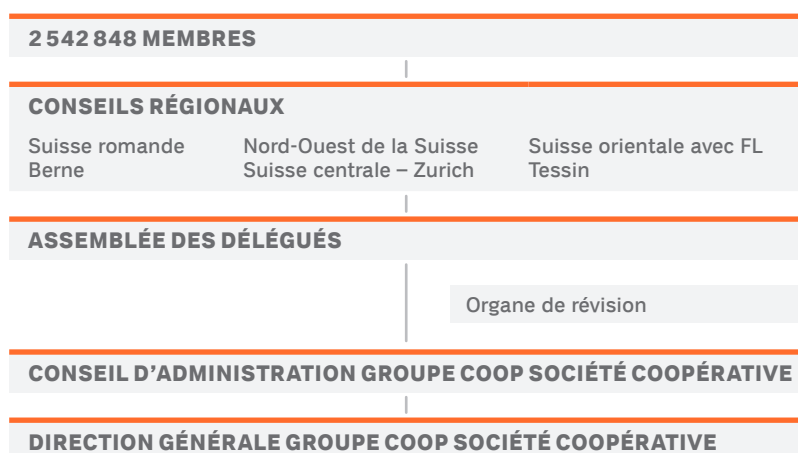 2 542 848 MEMBRES
CONSEILS RÉGIONAUX
Suisse romande Nord-Ouest de la Suisse Suisse orientale avec FL
Berne Suisse centrale – Zurich Tessin
ASSEMBLÉE DES DÉLÉGUÉS
Organe de révision
CONSEIL D’ADMINISTRATION GROUPE COOP SOCIÉTÉ COOPÉRATIVE
DIRECTION GÉNÉRALE GROUPE COOP SOCIÉTÉ COOPÉRATIVE